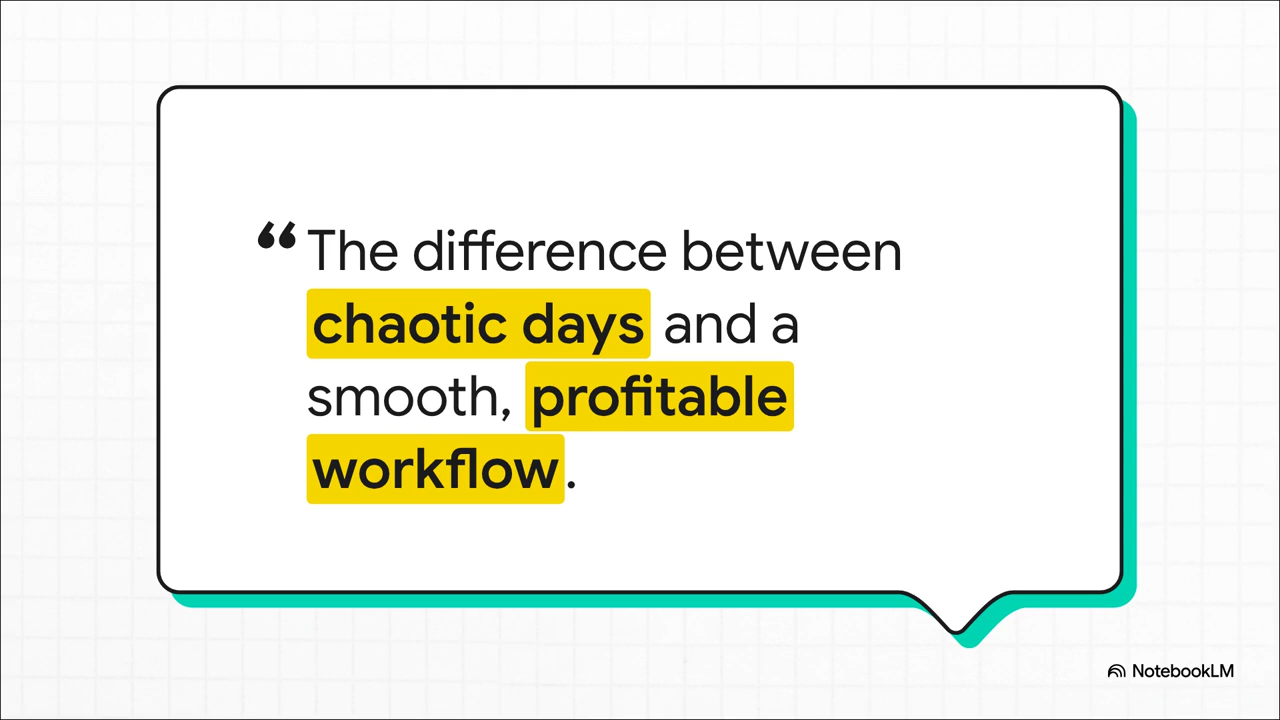 “The difference between
chaotic days and a
smooth, profitable
workflow.
NotebookLM